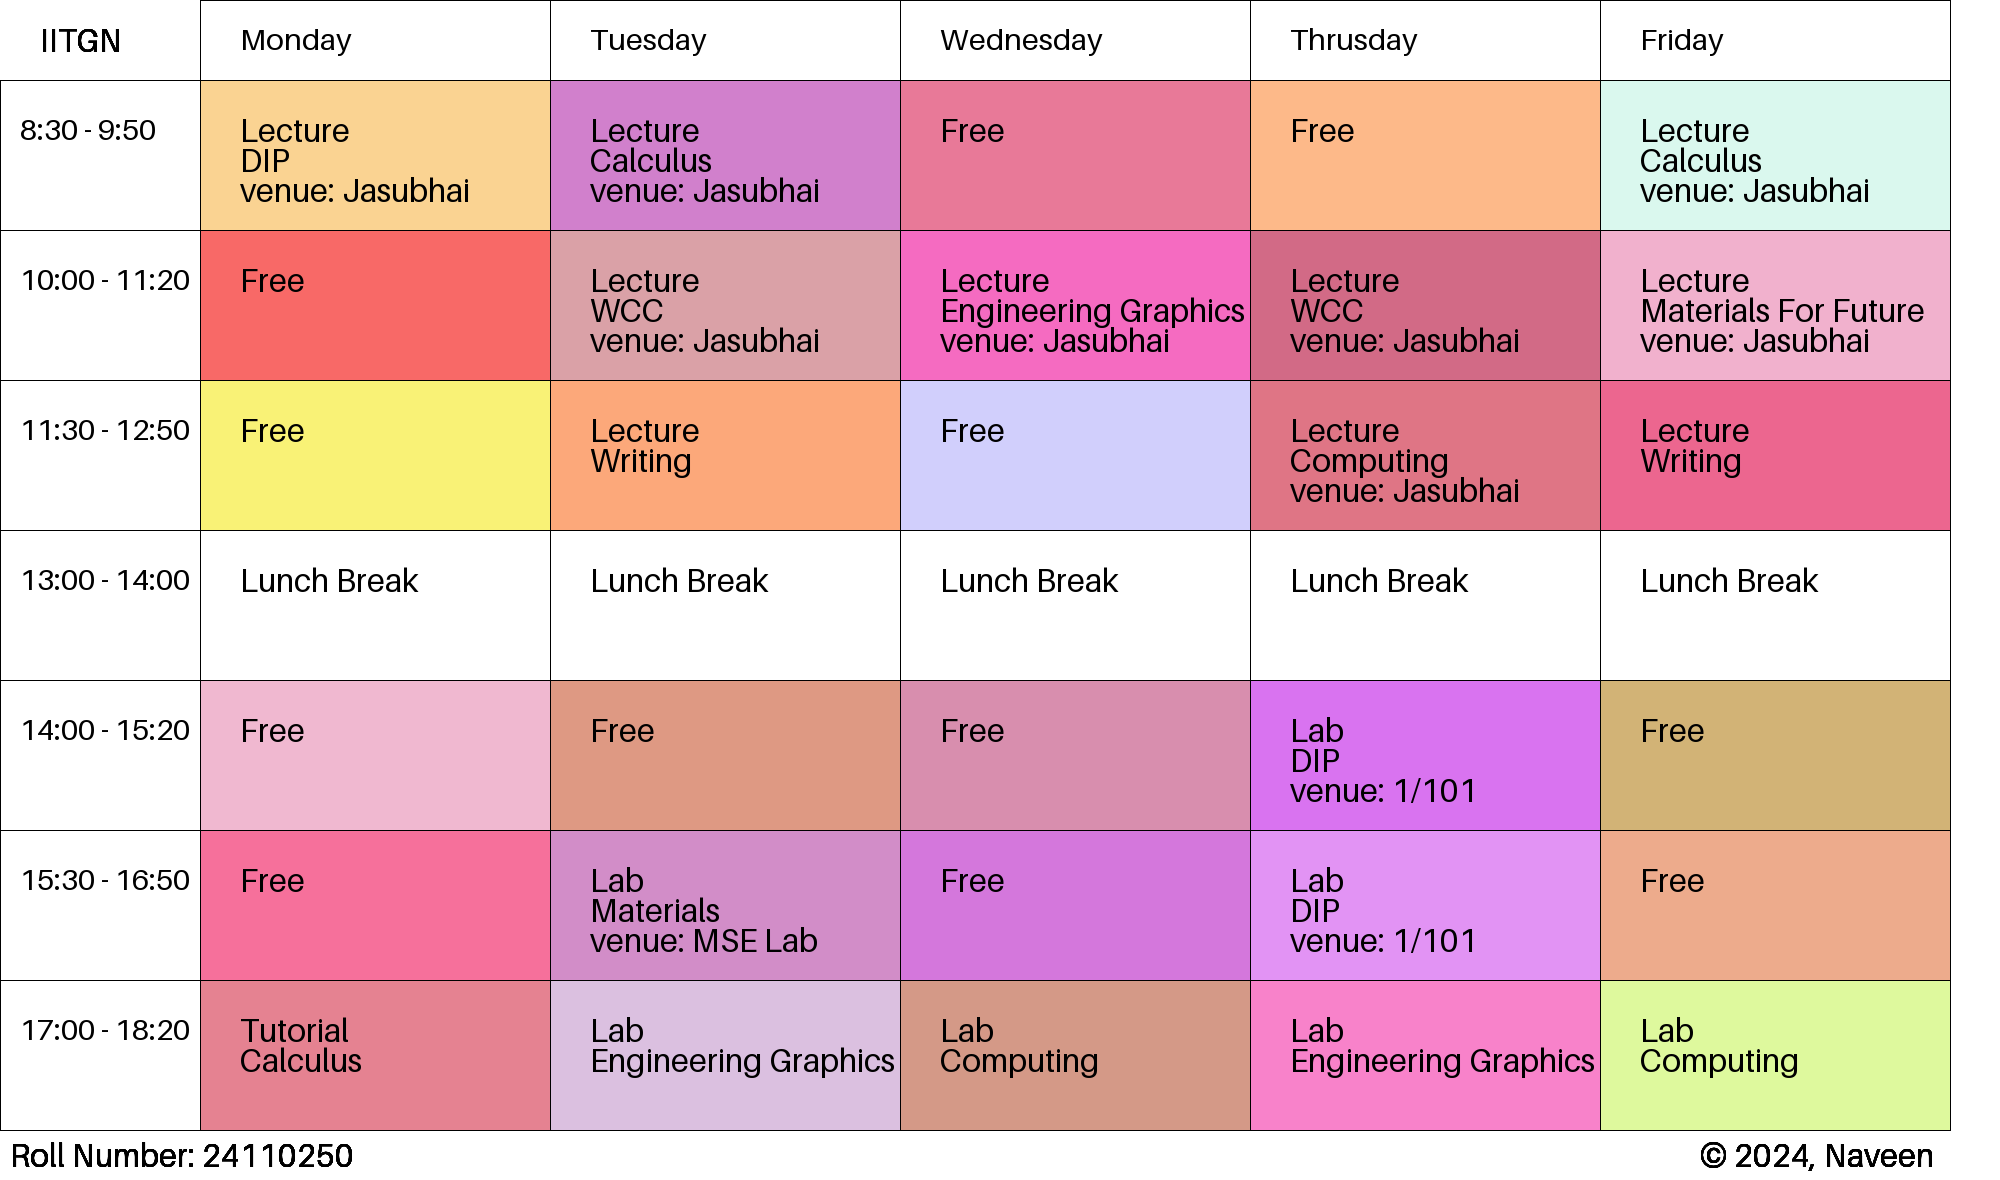 IITGN Monday Tuesday Wednesday Thrusday Friday
8:30 - 9:50
Lecture
DIP
venue: Jasubhai
Lecture
Calculus
venue: Jasubhai
Free
Free
Lecture
Calculus
venue: Jasubhai
10:00 - 11:20
Free
Lecture
WCC
venue: Jasubhai
Lecture
Engineering Graphics
venue: Jasubhai
Lecture
WCC
venue: Jasubhai
Lecture
Materials For Future
venue: Jasubhai
11:30 - 12:50
Free
Lecture
Writing
Free
Lecture
Computing
venue: Jasubhai
Lecture
Writing
13:00 - 14:00
Lunch Break
Lunch Break
Lunch Break
Lunch Break
Lunch Break
14:00 - 15:20
Free
Free
Free
Lab
DIP
venue: 1/101
Free
15:30 - 16:50
Free
Lab
Materials
venue: MSE Lab
Free
Lab
DIP
venue: 1/101
Free
17:00 - 18:20
Tutorial
Calculus
Lab
Engineering Graphics
Lab
Computing
Lab
Engineering Graphics
Lab
Computing
Roll Number: 24110250
© 2024, Naveen